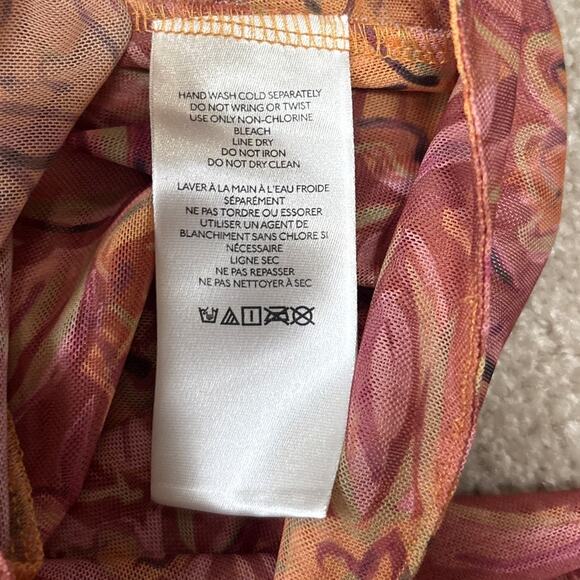 HAND WASH COLD SEPARATELY
DO NOT WRING OR TWIST
USE ONLY NON-CHLORINE
BLEACH
LINE DRY
DO NOT IRON
DO NOT DRY CLEAN
LAVER À LA MAIN À L'EAU FROIDE
SÉPARÉMENT
NE PAS TORDRE OU ESSORER
UTILISER UN AGENT DE
BLANCHIMENT SANS CHLORE SI
NÉCESSAIRE
LIGNE SEC
NE PAS REPASSER
NE PAS NETTOYER À SEC